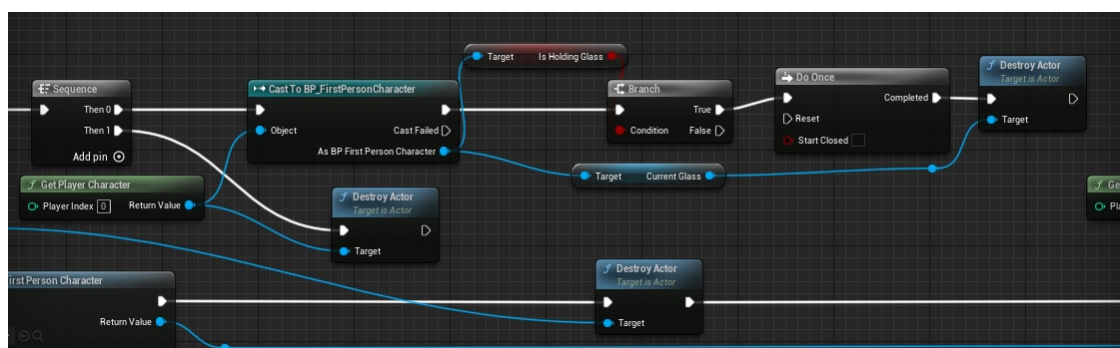 Sequence
Then 0
Then 1
Add pin
Get Player Character
Player Index 0
Return Value
Cast To BP_FirstPersonCharacter
Object
Cast Failed
As BP First Person Character
Destroy Actor
Target is Actor
Target
Target Is Holding Glass
Branch
True
Condition False
Target Current Glass
Do Once
Completed
Reset
Start Closed
Destroy Actor
Target is Actor
Target
First Person Character
Return Value
Destroy Actor
Target is Actor
Target